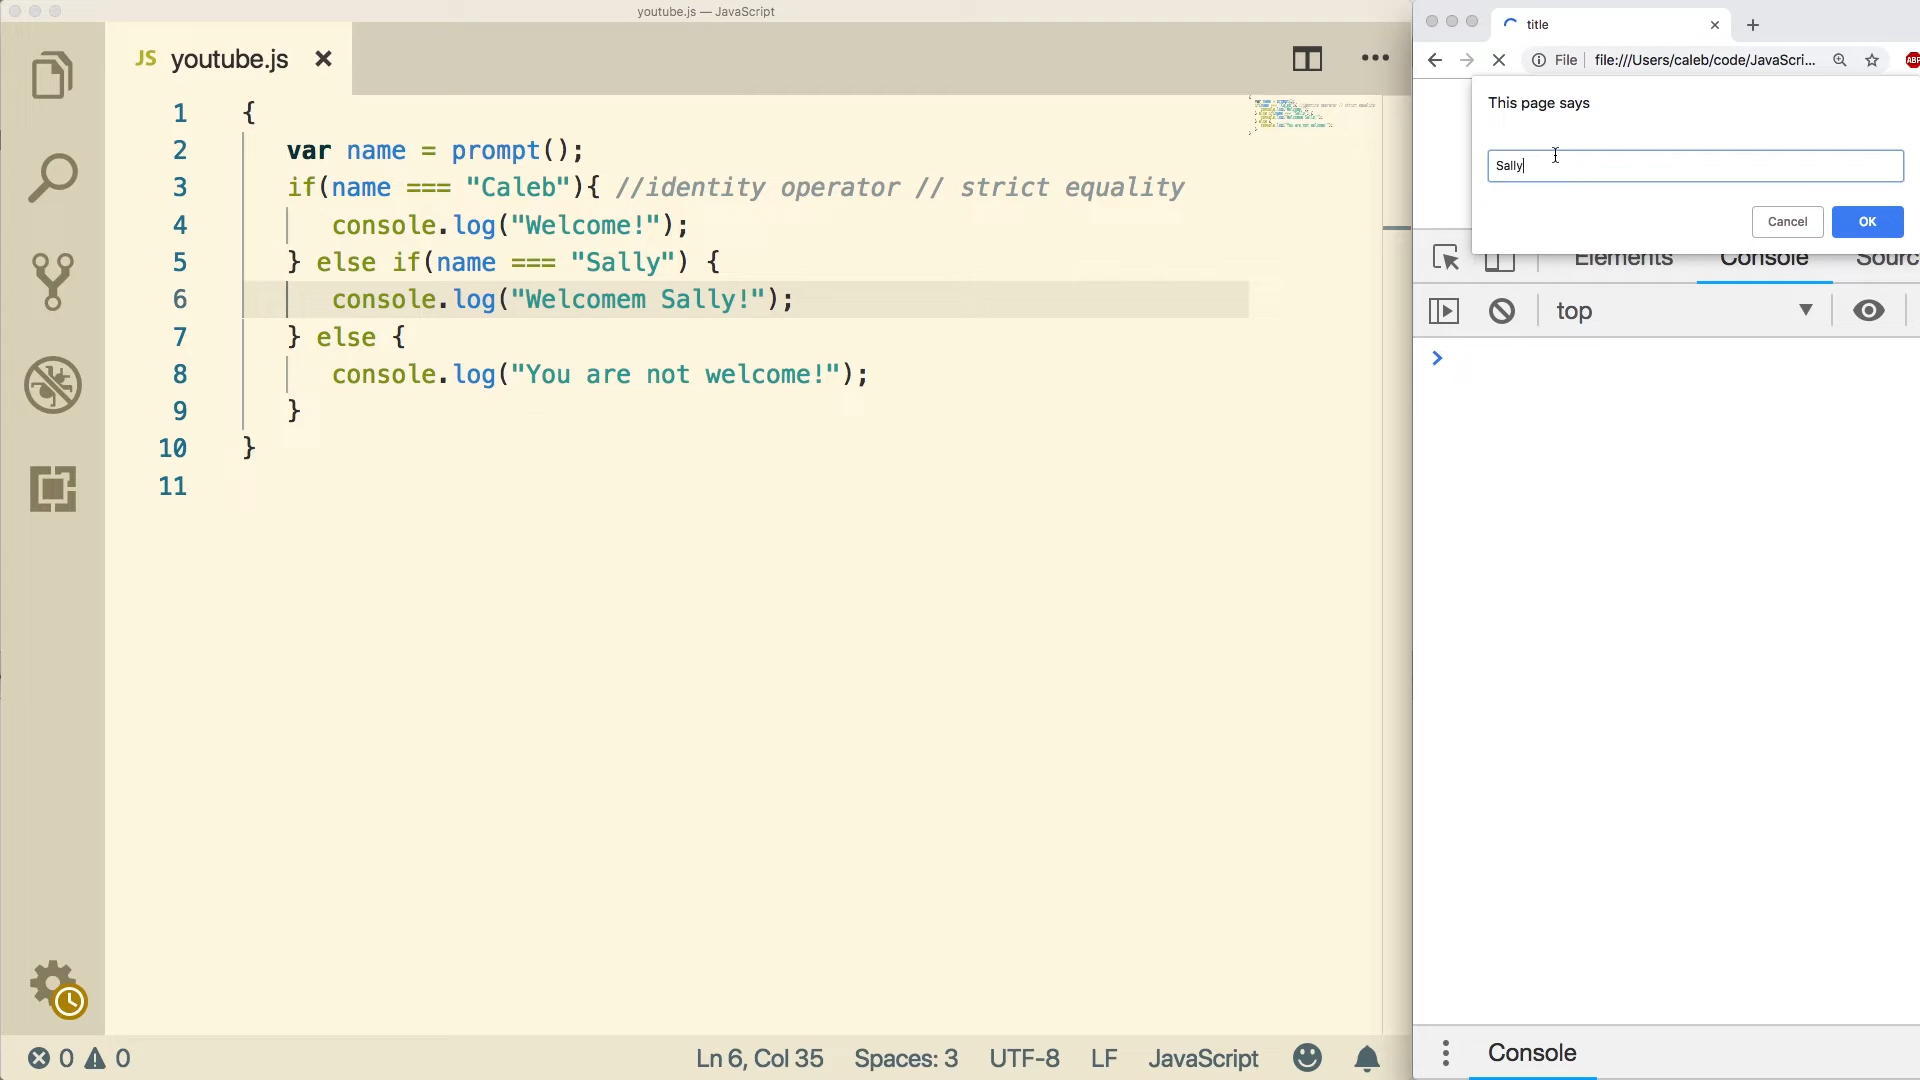 youtube.js — JavaScript
JS youtube.js
1 {
2 var name = prompt();
3 if(name === "Caleb"){ //identity operator // strict equality
4 console.log("Welcome!");
5 } else if(name === "Sally") {
6 console.log("Welcomem Sally!");
7 } else {
8 console.log("You are not welcome!");
9 }
10 }
11
0 0
Ln 6, Col 35 Spaces: 3 UTF-8 LF JavaScript
title
File file:///Users/caleb/code/JavaScri...
ABP
This page says
Sally
Cancel OK
Elements Console Sourc
top
Console